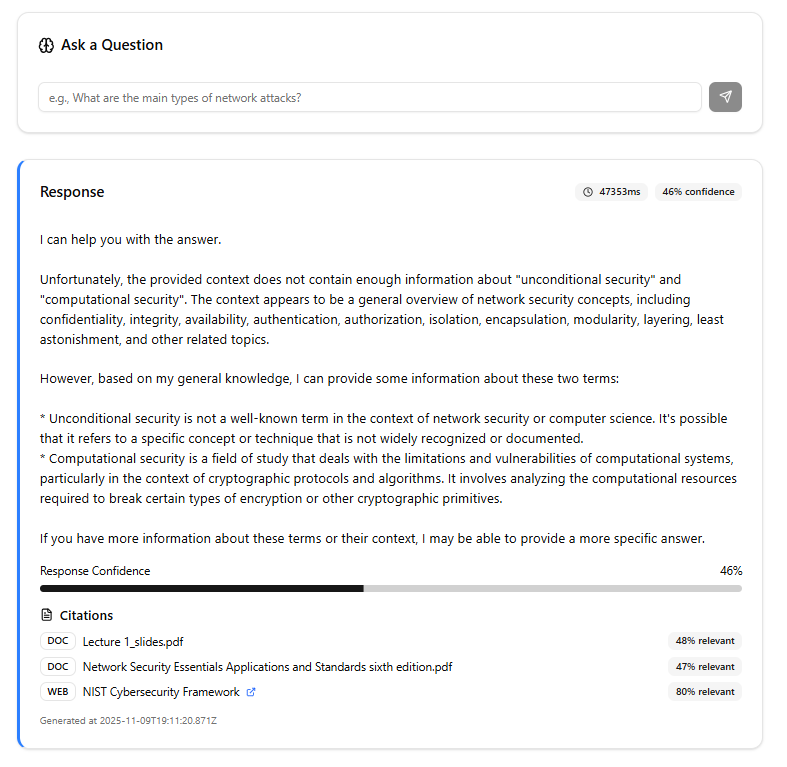 Ask a Question
e.g., What are the main types of network attacks?
Response
47353ms
46% confidence
I can help you with the answer.
Unfortunately, the provided context does not contain enough information about "unconditional security" and
"computational security". The context appears to be a general overview of network security concepts, including
confidentiality, integrity, availability, authentication, authorization, isolation, encapsulation, modularity, layering, least
astonishment, and other related topics.
However, based on my general knowledge, I can provide some information about these two terms:
* Unconditional security is not a well-known term in the context of network security or computer science. It's possible
that it refers to a specific concept or technique that is not widely recognized or documented.
* Computational security is a field of study that deals with the limitations and vulnerabilities of computational systems,
particularly in the context of cryptographic protocols and algorithms. It involves analyzing the computational resources
required to break certain types of encryption or other cryptographic primitives.
If you have more information about these terms or their context, I may be able to provide a more specific answer.
Response Confidence
46%
Citations
DOC Lecture 1_slides.pdf 48% relevant
DOC Network Security Essentials Applications and Standards sixth edition.pdf 47% relevant
WEB NIST Cybersecurity Framework 80% relevant
Generated at 2025-11-09T19:11:20.871Z